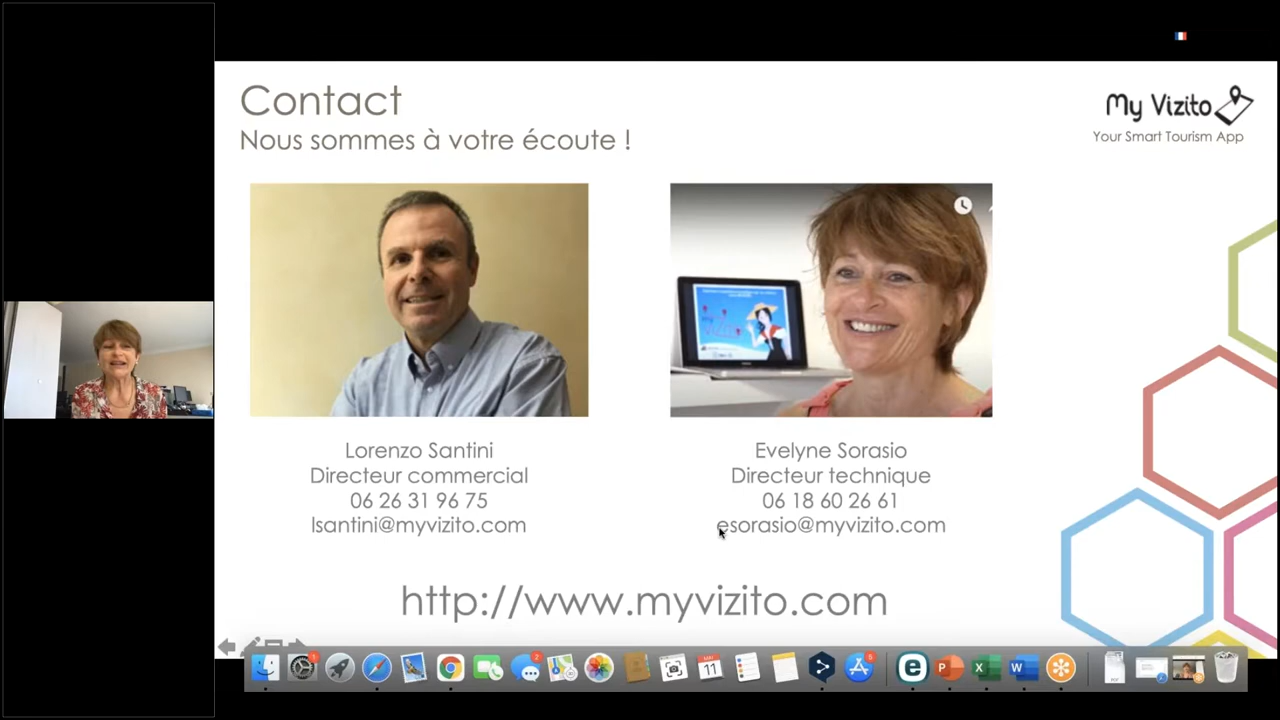 Contact
Nous sommes à votre écoute !
My Vizito
Your Smart Tourism App
Lorenzo Santini
Directeur commercial
06 26 31 96 75
lsantini@myvizito.com
Evelyne Sorasio
Directeur technique
06 18 60 26 61
esorasio@myvizito.com
http://www.myvizito.com
11